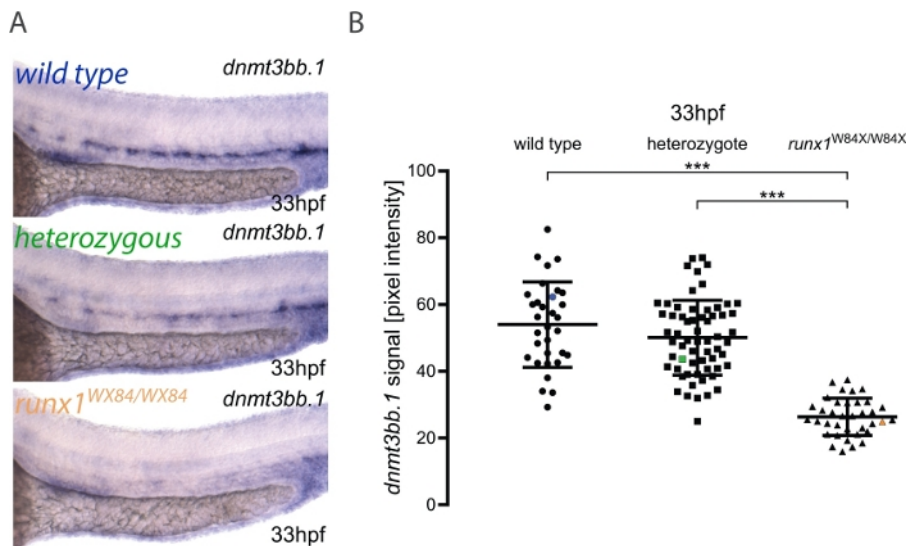 A
wild type
dnmt3bb.1
33hpf
heterozygous
dnmt3bb.1
33hpf
runx1WX84/WX84
dnmt3bb.1
33hpf
B
33hpf
wild type
heterozygote
runx1W84X/W84X
***
***
dnmt3bb.1 signal [pixel intensity]
100
80
60
40
20
0